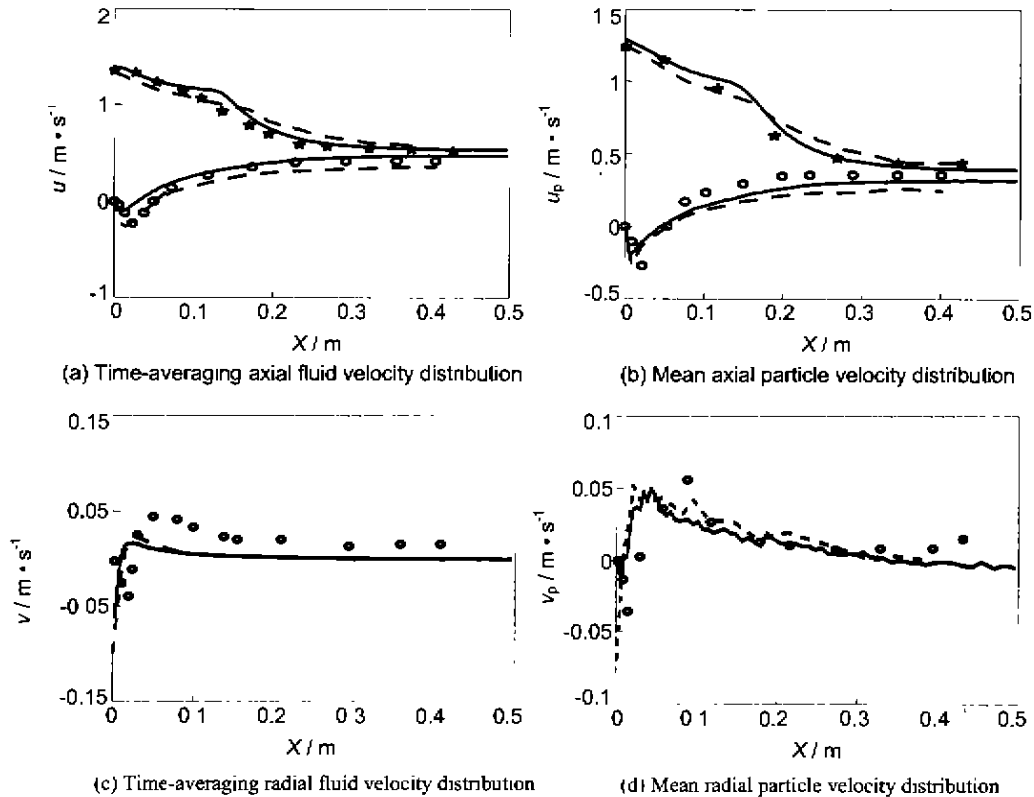 2
1
0
-1
u / m • s⁻¹
0 0.1 0.2 0.3 0.4 0.5
X / m
(a) Time-averaging axial fluid velocity distribution
1 5
1
0.5
0
-0.5
uₚ / m • s⁻¹
0 0.1 0.2 0.3 0.4 0.5
X / m
(b) Mean axial particle velocity distribution
0.15
0.05
-0 05
-0.15
v / m • s⁻¹
0 0.1 0.2 0.3 0.4 0.5
X / m
(c) Time-averaging radial fluid velocity distribution
0.1
0.05
0
-0.05
-0.1
vₚ / m • s⁻¹
0 0.1 0.2 0.3 0.4 0.5
X / m
(d) Mean radial particle velocity distribution